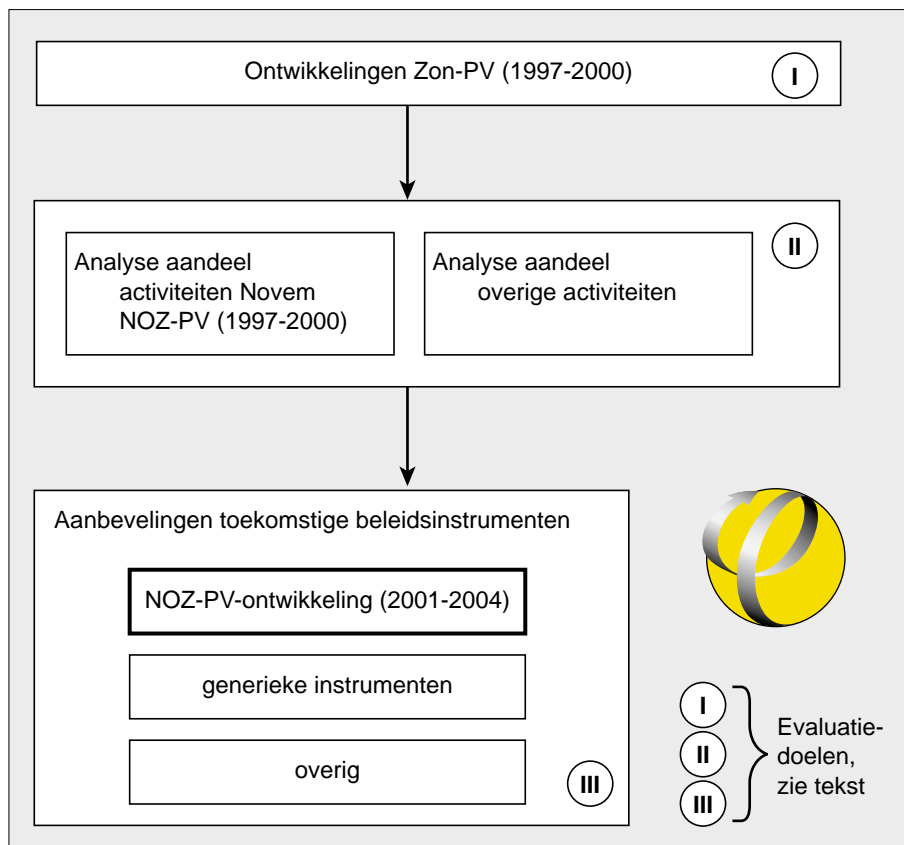 Ontwikkelingen Zon-PV (1997-2000)
I
II
Analyse aandeel
activiteiten Novem
NOZ-PV (1997-2000)
Analyse aandeel
overige activiteiten
Aanbevelingen toekomstige beleidsinstrumenten
NOZ-PV-ontwikkeling (2001-2004)
generieke instrumenten
overig
III
I
II
III
Evaluatie-
doelen,
zie tekst